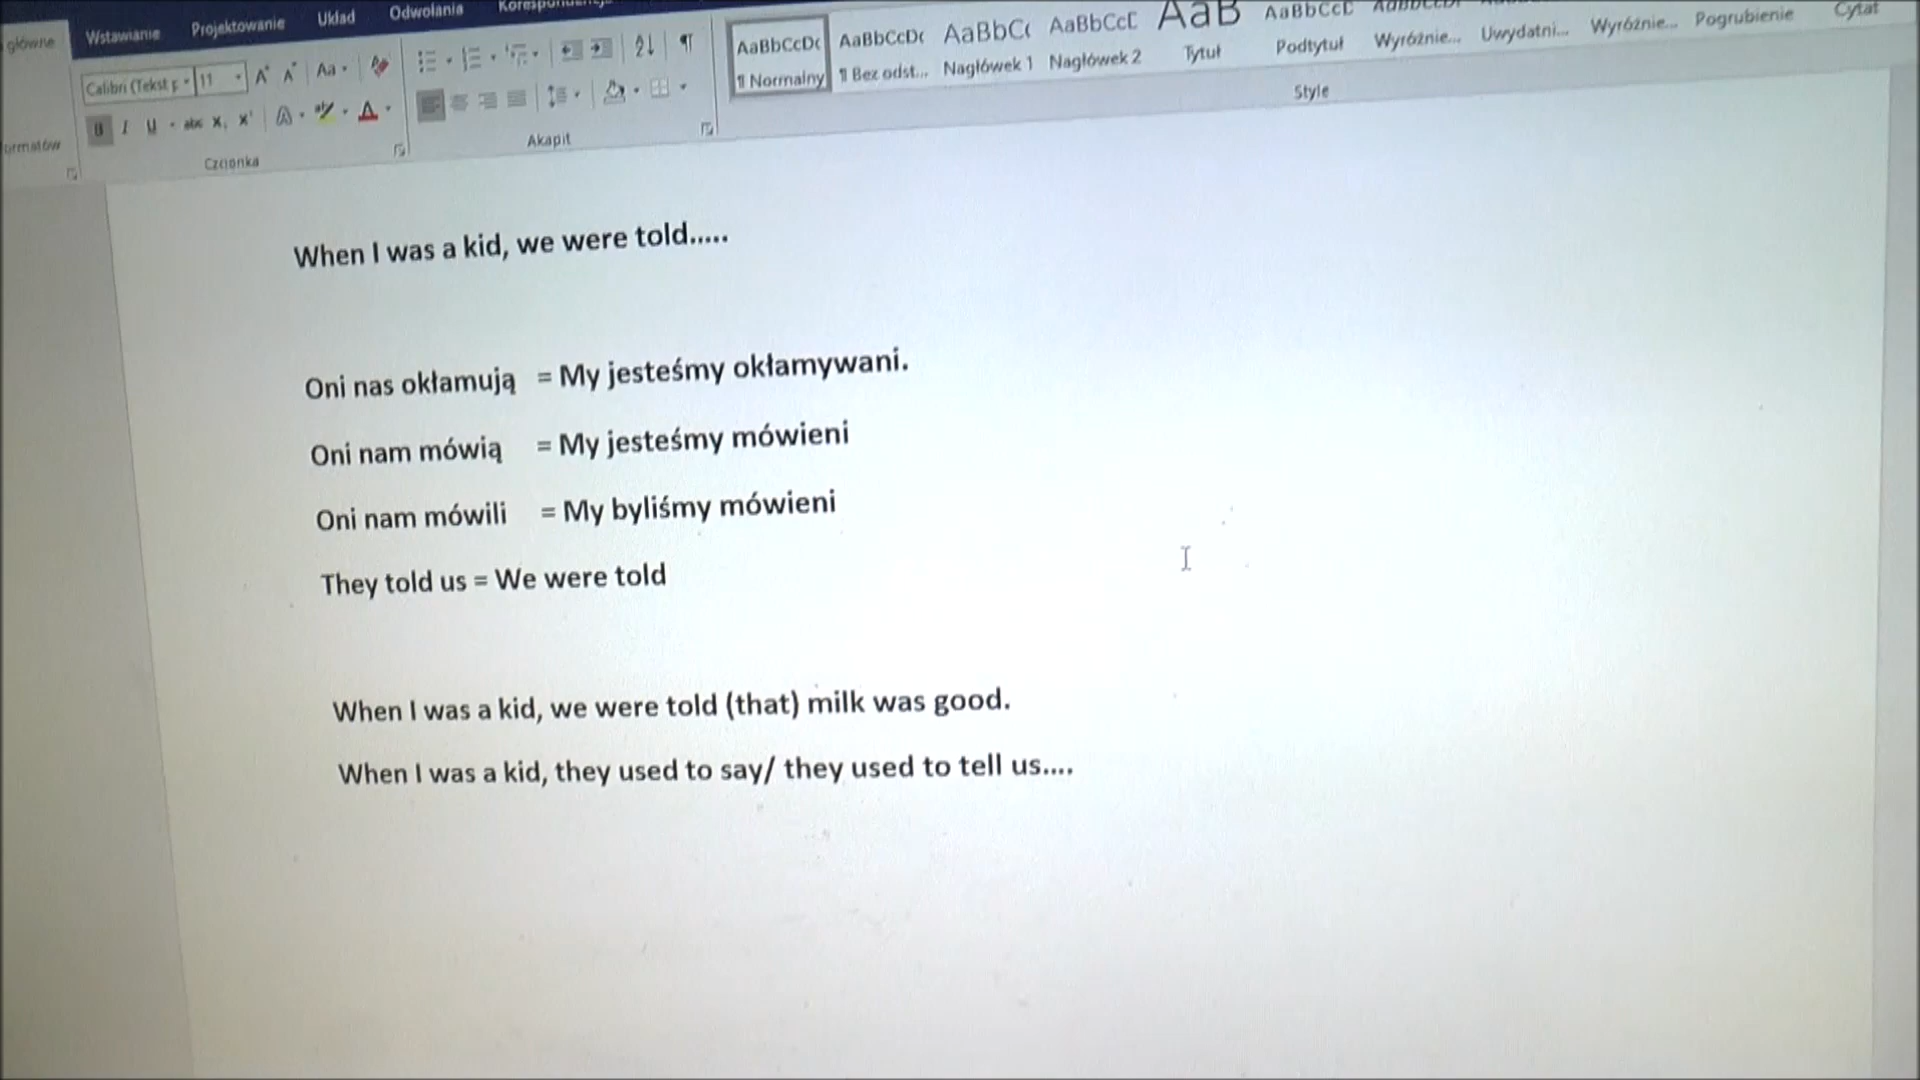 główne Wstawianie Projektowanie Układ Odwołania
Calibri (Tekst p 11 A A Aa
B I U abc x, x'
ormatów Czcionka Akapit Style
AaBbCcDc AaBbCcDc AaBbC( AaBbCcC AaB AaBbCcD
¶ Normalny ¶ Bez odst... Nagłówek 1 Nagłówek 2 Tytuł Podtytuł Wyróżnie... Uwydatni... Wyróżnie... Pogrubienie Cytat
When I was a kid, we were told.....
Oni nas okłamują = My jesteśmy okłamywani.
Oni nam mówią = My jesteśmy mówieni
Oni nam mówili = My byliśmy mówieni
They told us = We were told
When I was a kid, we were told (that) milk was good.
When I was a kid, they used to say/ they used to tell us....